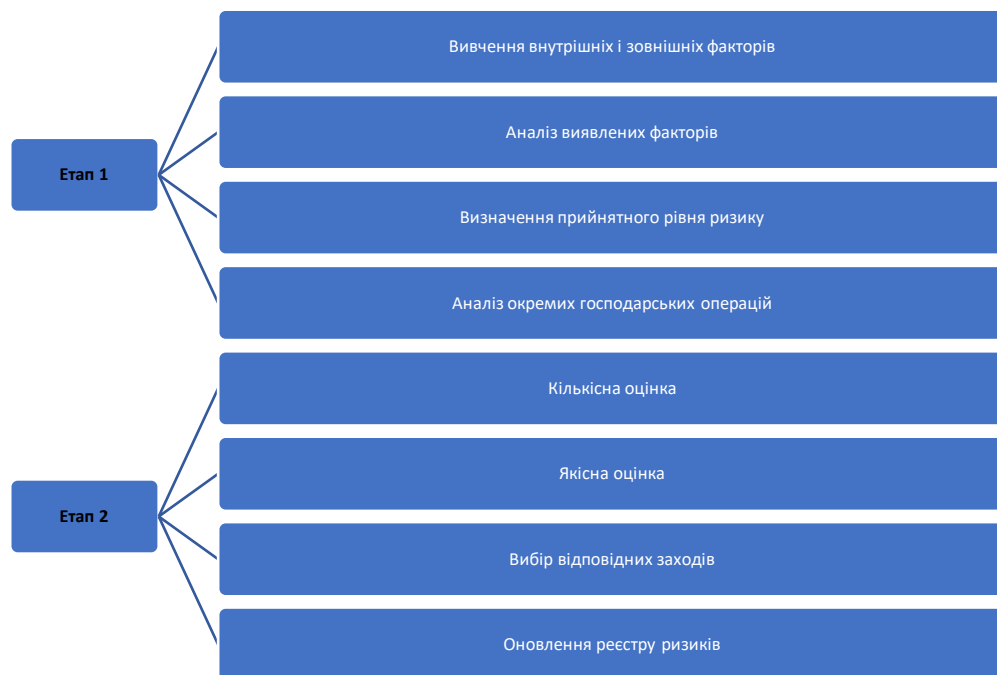 Етап 1
Вивчення внутрішніх і зовнішніх факторів
Аналіз виявлених факторів
Визначення прийнятного рівня ризику
Аналіз окремих господарських операцій
Етап 2
Кількісна оцінка
Якісна оцінка
Вибір відповідних заходів
Оновлення реєстру ризиків